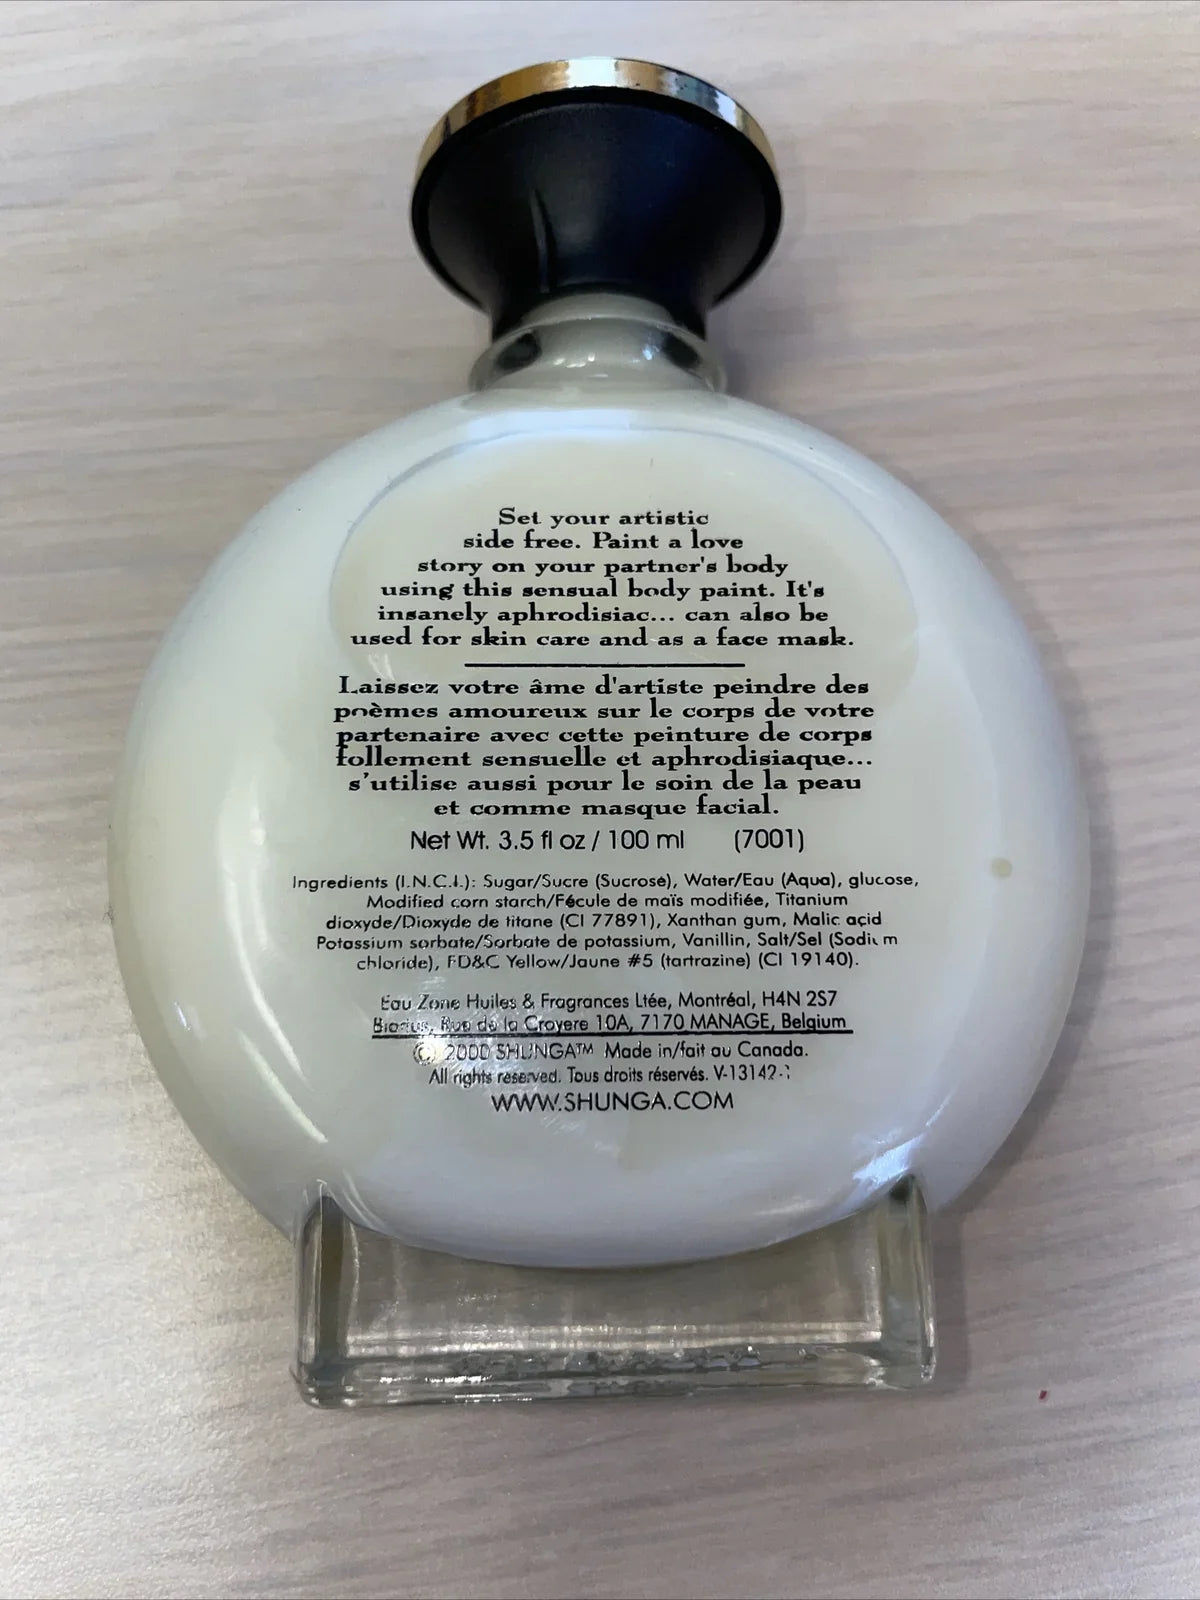 Set your artistic
side free. Paint a love
story on your partner's body
using this sensual body paint. It's
insanely aphrodisiac... can also be
used for skin care and as a face mask.
Laissez votre âme d'artiste peindre des
poèmes amoureux sur le corps de votre
partenaire avec cette peinture de corps
follement sensuelle et aphrodisiaque...
s'utilise aussi pour le soin de la peau
et comme masque facial.
Net Wt. 3.5 fl oz / 100 ml (7001)
Ingredients (I.N.C.I.): Sugar/Sucre (Sucrose), Water/Eau (Aqua), glucose,
Modified corn starch/Fécule de maïs modifiée, Titanium
dioxyde/Dioxyde de titane (CI 77891), Xanthan gum, Malic acid
Potassium sorbate/Sorbate de potassium, Vanillin, Salt/Sel (Sodium
chloride), FD&C Yellow/Jaune #5 (tartrazine) (CI 19140).
Eau Zone Huiles & Fragrances Ltée, Montréal, H4N 2S7
Rue de la Croyere 10A, 7170 MANAGE, Belgium
© 2000 SHUNGA™ Made in/fait au Canada.
All rights reserved. Tous droits réservés.
WWW.SHUNGA.COM